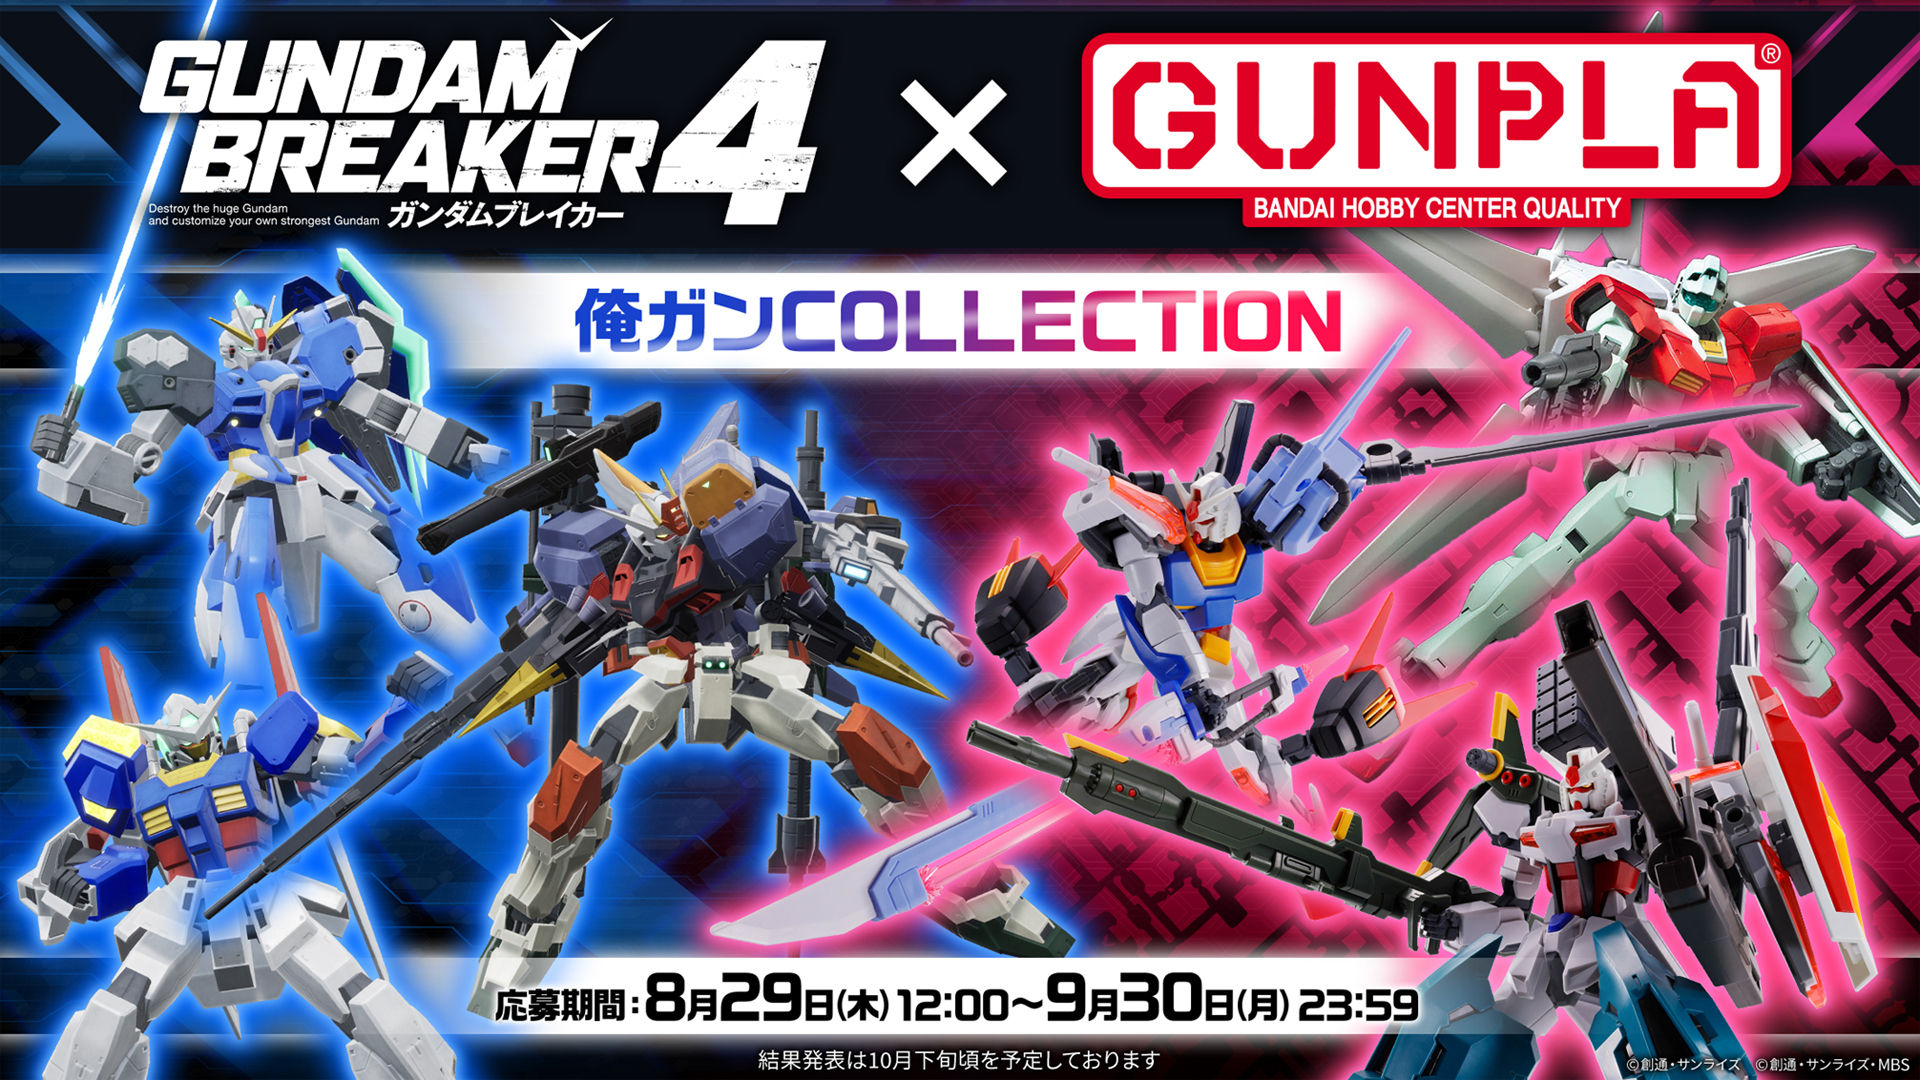 GUNDAM
BREAKER 4
Destroy the huge Gundam
and customize your own strongest Gundam
ガンダムブレイカー
×
GUNPLA®
BANDAI HOBBY CENTER QUALITY
俺ガンCOLLECTION
応募期間:8月29日(木)12:00~9月30日(月)23:59
結果発表は10月下旬頃を予定しております
©創通・サンライズ ©創通・サンライズ・MBS